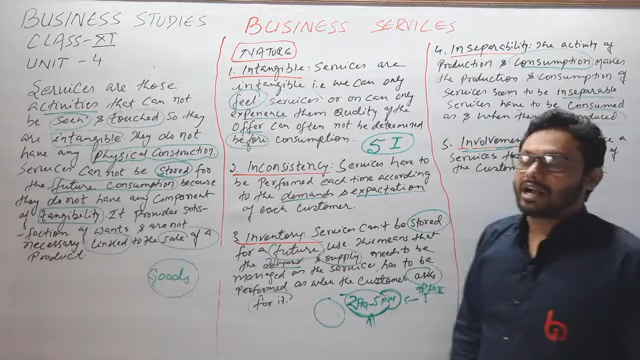 BUSINESS STUDIES
CLASS-XI
UNIT - 4
Services are those
activities that can not
be seen & touched so they
are intangible. They do not
have any physical construction
Services can not be stored for
the future consumption because
they do not have any component
of tangibility. It provides satis-
faction of wants & are not
necessary linked to the sale of a
Product.
Goods
BUSINESS SERVICES
NATURE
1. Intangible: Services are
intangible i.e we can only
feel services or on can only
experience them Quality of the
offer can often not be determined
before consumption.
5 I
2. Inconsistency: Services have to
be Performed each time according
to the demands & expectation
of each Customer.
3. Inventory: Service Can't be stored
for a future use. This means that
the demand & supply need to be
managed on the services has to be
Performed as when the customer asks
for it.
4. Inseparability: The activity of
Production & Consumption Makes
the Production & Consumption of
Services seem to be inseparable
Services have to be Consumed
as & when they
5. Involvement
Services
of the Custom